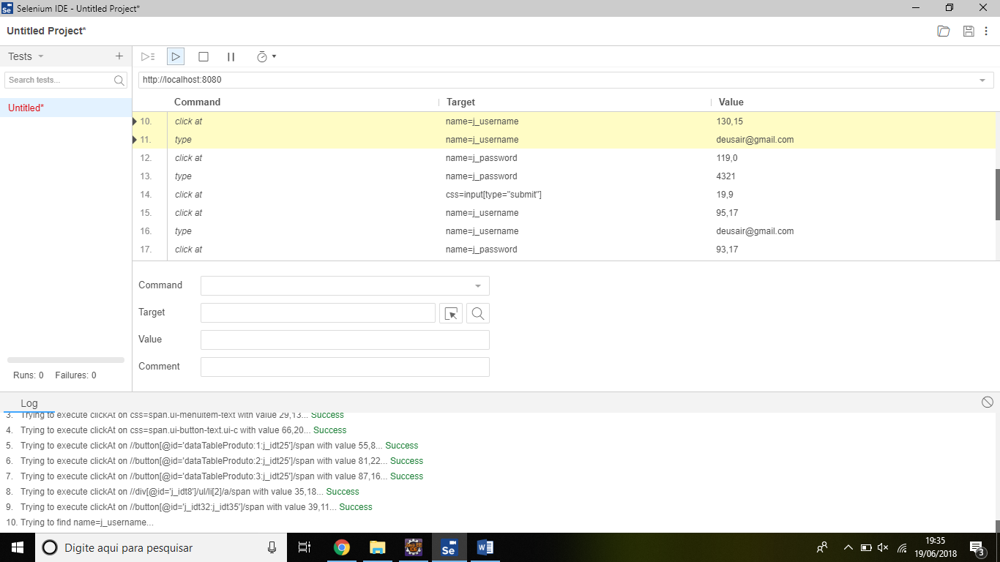 Selenium IDE - Untitled Project*
Untitled Project*
Tests
Search tests...
Untitled*
Runs: 0 Failures: 0
http://localhost:8080
Command Target Value
10. click at name=j_username 130,15
11. type name=j_username deusair@gmail.com
12. click at name=j_password 119,0
13. type name=j_password 4321
14. click at css=input[type="submit"] 19,9
15. click at name=j_username 95,17
16. type name=j_username deusair@gmail.com
17. click at name=j_password 93,17
Command
Target
Value
Comment
Log
3. Trying to execute clickAt on css=span.ui-menuitem-text with value 29,13... Success
4. Trying to execute clickAt on css=span.ui-button-text.ui-c with value 66,20... Success
5. Trying to execute clickAt on //button[@id='dataTableProduto:1:j_idt25']/span with value 55,8... Success
6. Trying to execute clickAt on //button[@id='dataTableProduto:2:j_idt25']/span with value 81,22... Success
7. Trying to execute clickAt on //button[@id='dataTableProduto:3:j_idt25']/span with value 87,16... Success
8. Trying to execute clickAt on //div[@id='j_idt8']/ul/li[2]/a/span with value 35,18... Success
9. Trying to execute clickAt on //button[@id='j_idt32:j_idt35']/span with value 39,11... Success
10. Trying to find name=j_username...
Digite aqui para pesquisar
Se
19:35
19/06/2018
3